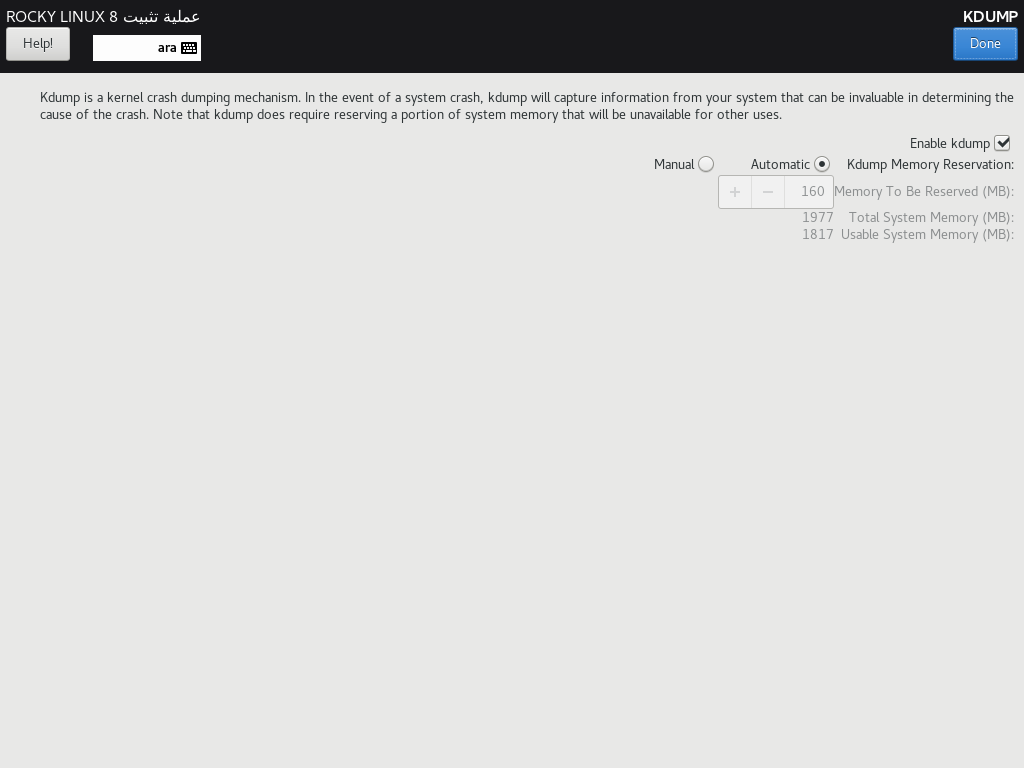 KDUMP
عملية تثبيت ROCKY LINUX 8
Done
ara
Help!
Kdump is a kernel crash dumping mechanism. In the event of a system crash, kdump will capture information from your system that can be invaluable in determining the
cause of the crash. Note that kdump does require reserving a portion of system memory that will be unavailable for other uses.
Enable kdump
Kdump Memory Reservation: Automatic Manual
Memory To Be Reserved (MB): 160
Total System Memory (MB): 1977
Usable System Memory (MB): 1817